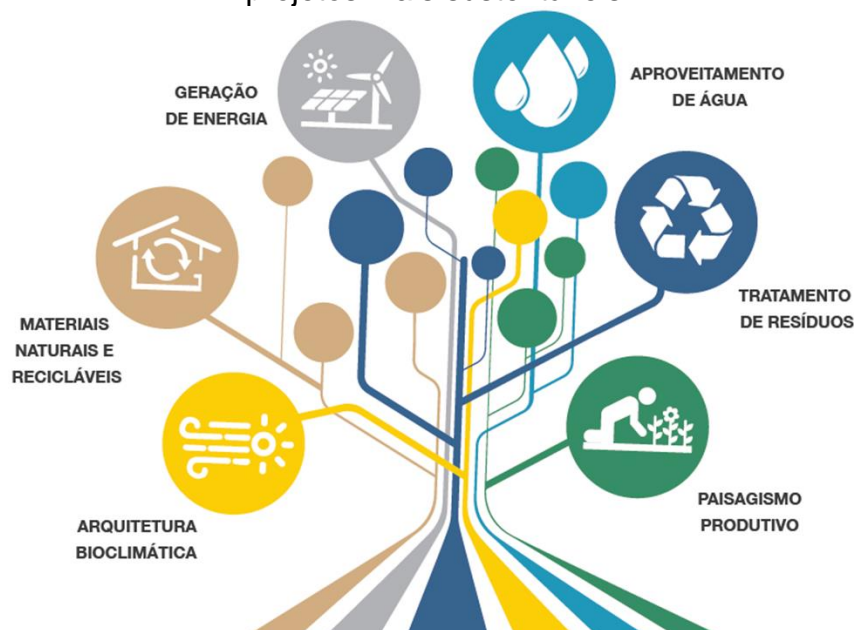 GERAÇÃO
DE ENERGIA
APROVEITAMENTO
DE ÁGUA
MATERIAIS
NATURAIS E
RECICLÁVEIS
TRATAMENTO
DE RESÍDUOS
ARQUITETURA
BIOCLIMÁTICA
PAISAGISMO
PRODUTIVO